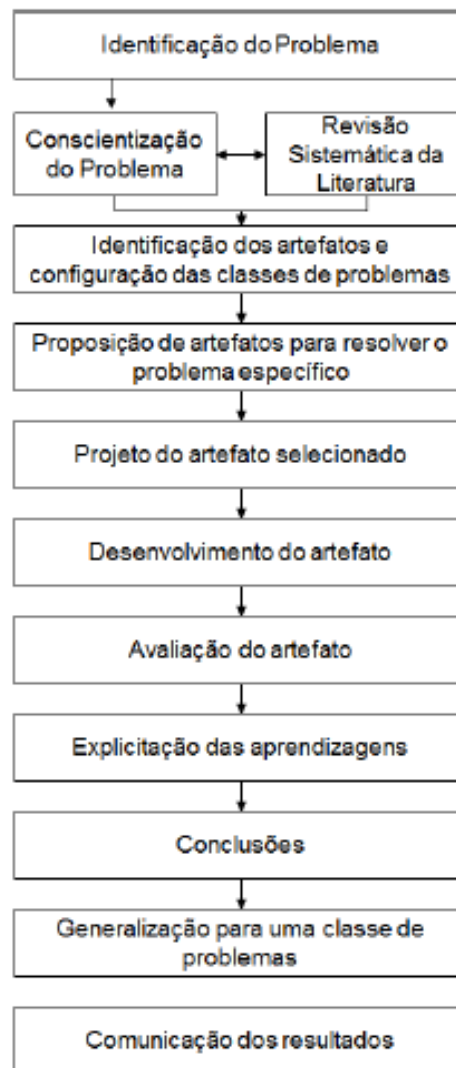 Identificação do Problema
Conscientização
do Problema
Revisão
Sistemática da
Literatura
Identificação dos artefatos e
configuração das classes de problemas
Proposição de artefatos para resolver o
problema específico
Projeto do artefato selecionado
Desenvolvimento do artefato
Avaliação do artefato
Explicitação das aprendizagens
Conclusões
Generalização para uma classe de
problemas
Comunicação dos resultados